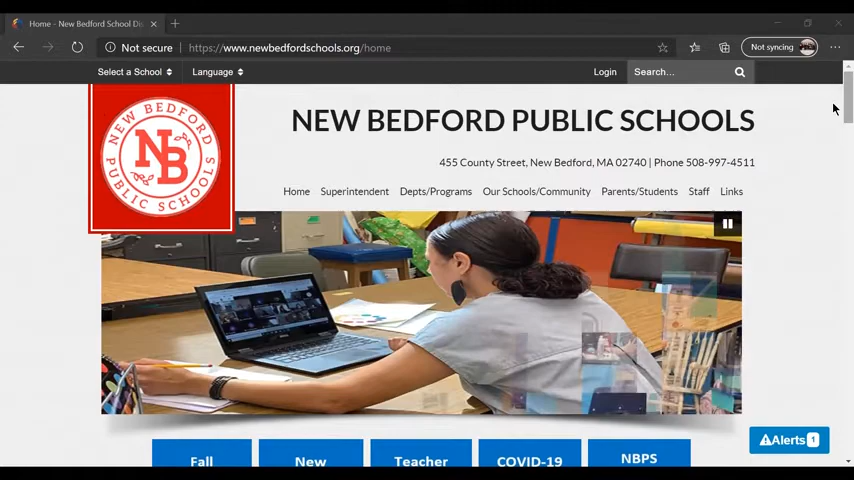 Home - New Bedford School Di
Not secure
https://www.newbedfordschools.org/home
Not syncing
Select a School
Language
Login
Search...
NEW BEDFORD PUBLIC SCHOOLS
NB
NEW BEDFORD PUBLIC SCHOOLS
455 County Street, New Bedford, MA 02740 | Phone 508-997-4511
Home Superintendent Depts/Programs Our Schools/Community Parents/Students Staff Links
Alerts 1
Fall
New
Teacher
COVID-19
NBPS